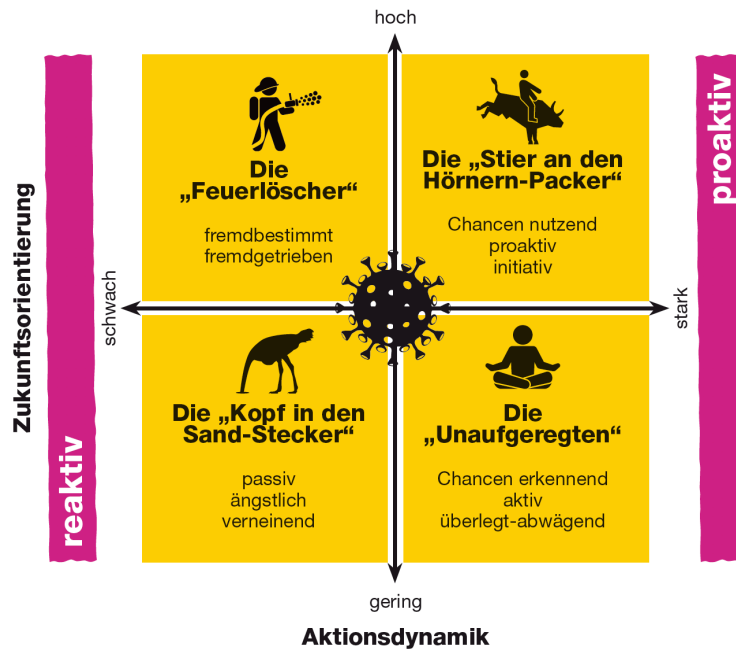 hoch
Die
„Feuerlöscher“
fremdbestimmt
fremdgetrieben
Die „Stier an den
Hörnern-Packer“
Chancen nutzend
proaktiv
initiativ
Zukunftsorientierung
reaktiv
proaktiv
schwach
stark
Die „Kopf in den
Sand-Stecker“
passiv
ängstlich
verneinend
Die
„Unaufgeregten“
Chancen erkennend
aktiv
überlegt-abwägend
gering
Aktionsdynamik